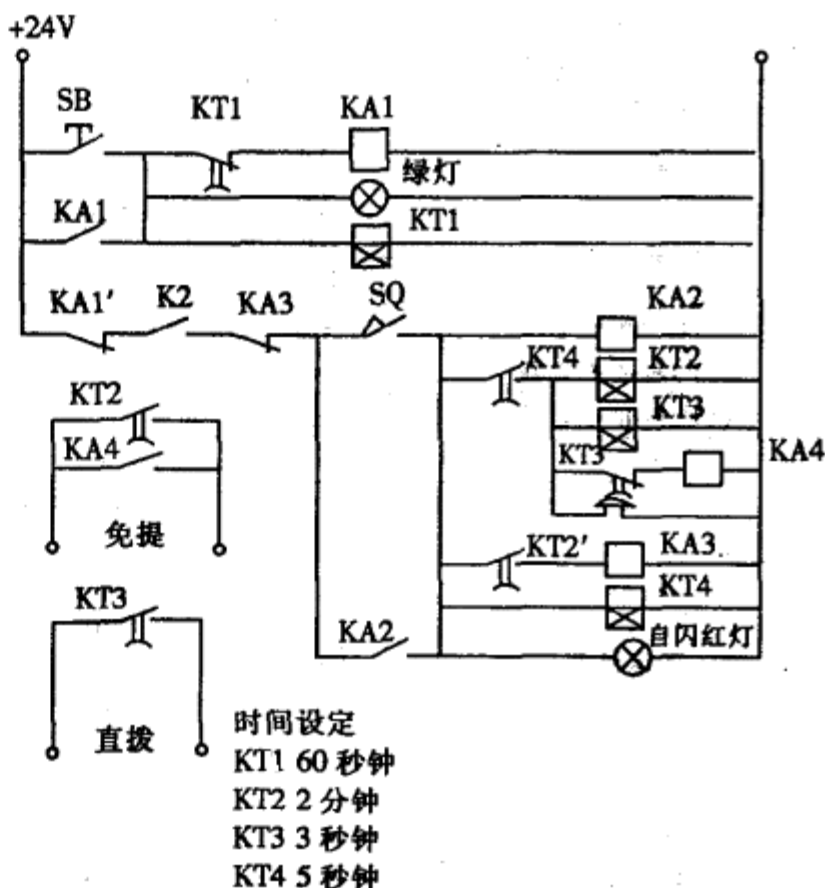 +24V
SB
KT1
KA1
绿灯
KA1
KT1
KA1'
K2
KA3
SQ
KA2
KT4
KT2
KT2
KT3
KA4
KT3
KA4
免提
KT2'
KA3
KT4
KT3
KA2
自闪红灯
直拨
时间设定
KT1 60 秒钟
KT2 2 分钟
KT3 3 秒钟
KT4 5 秒钟